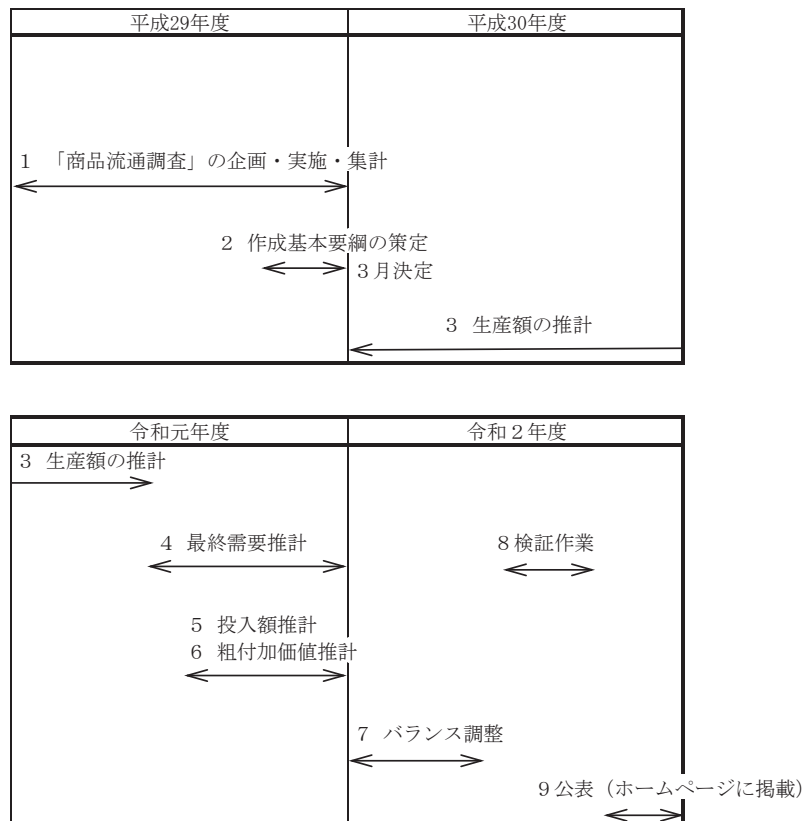 平成29年度
平成30年度
１ 「商品流通調査」の企画・実施・集計
２ 作成基本要綱の策定
３月決定
３ 生産額の推計
令和元年度
令和２年度
３ 生産額の推計
４ 最終需要推計
８検証作業
５ 投入額推計
６ 粗付加価値推計
７ バランス調整
９公表（ホームページに掲載）